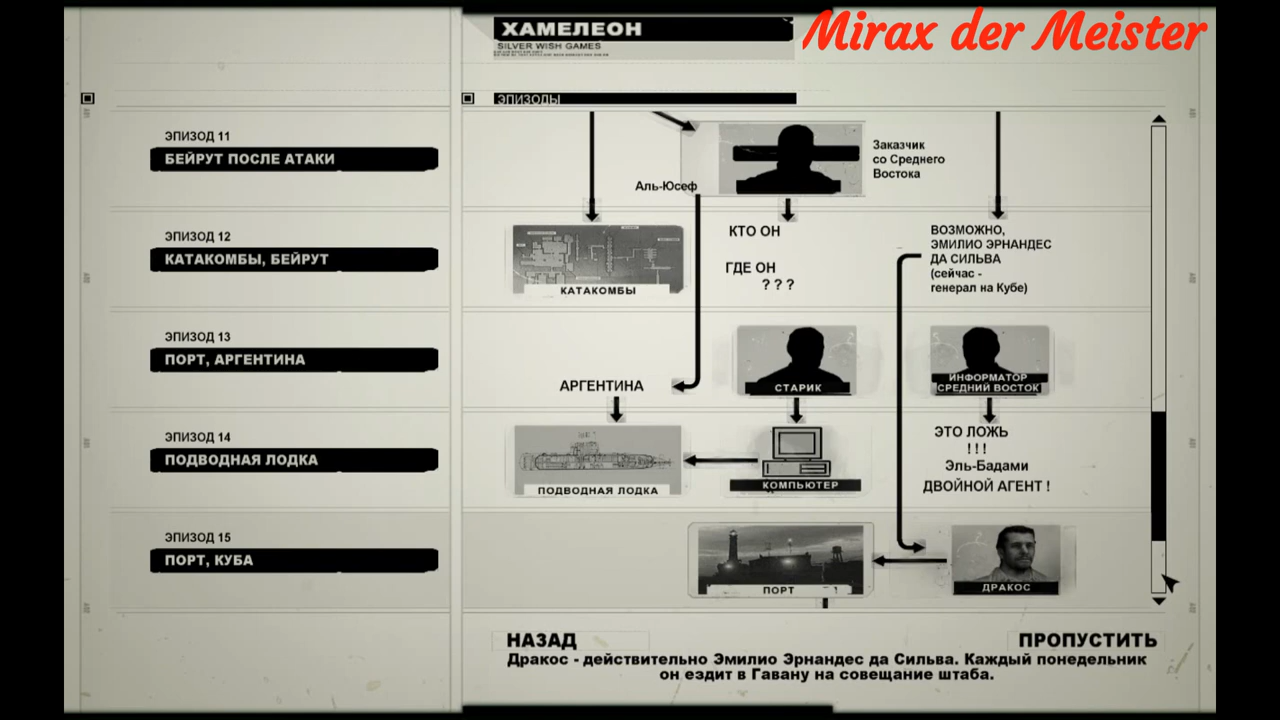 ХАМЕЛЕОН
SILVER WISH GAMES
Mirax der Meister
ЭПИЗОДЫ
ЭПИЗОД 11
БЕЙРУТ ПОСЛЕ АТАКИ
Заказчик
со Среднего
Востока
Аль-Юсеф
ЭПИЗОД 12
КАТАКОМБЫ, БЕЙРУТ
КАТАКОМБЫ
КТО ОН
ГДЕ ОН
? ? ?
ВОЗМОЖНО,
ЭМИЛИО ЭРНАНДЕС
ДА СИЛЬВА
(сейчас -
генерал на Кубе)
ЭПИЗОД 13
ПОРТ, АРГЕНТИНА
АРГЕНТИНА
СТАРИК
ИНФОРМАТОР
СРЕДНИЙ ВОСТОК
ЭПИЗОД 14
ПОДВОДНАЯ ЛОДКА
ПОДВОДНАЯ ЛОДКА
КОМПЬЮТЕР
ЭТО ЛОЖЬ
! ! !
Эль-Бадами
ДВОЙНОЙ АГЕНТ !
ЭПИЗОД 15
ПОРТ, КУБА
ПОРТ
ДРАКОС
НАЗАД
ПРОПУСТИТЬ
Дракос - действительно Эмилио Эрнандес да Сильва. Каждый понедельник
он ездит в Гавану на совещание штаба.